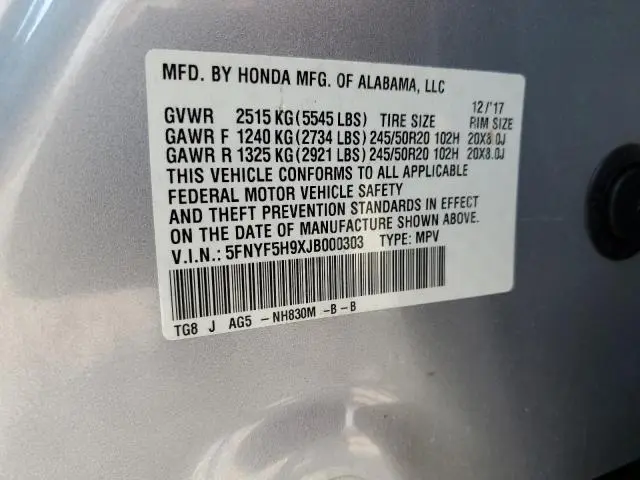 MFD. BY HONDA MFG. OF ALABAMA, LLC
12/'17
GVWR 2515 KG(5545 LBS) TIRE SIZE RIM SIZE
GAWR F 1240 KG(2734 LBS)245/50R20 102H 20X8.0J
GAWR R 1325 KG(2921 LBS)245/50R20 102H 20X8.0J
THIS VEHICLE CONFORMS TO ALL APPLICABLE
FEDERAL MOTOR VEHICLE SAFETY
AND THEFT PREVENTION STANDARDS IN EFFECT
ON THE DATE OF MANUFACTURE SHOWN ABOVE.
V.I.N.: 5FNYF5H9XJB000303 TYPE: MPV
TG8 J AG5 -NH830M -B-B